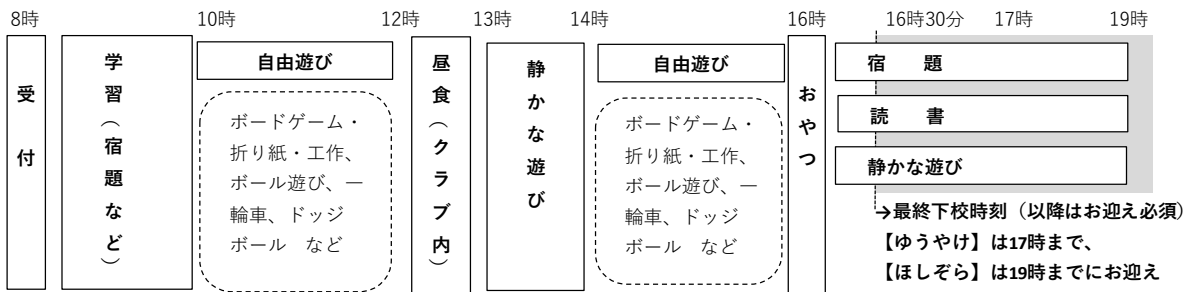 8時 10時 12時 13時 14時 16時 16時30分 17時 19時
受付
学習(宿題など)
自由遊び
ボードゲーム・
折り紙・工作、
ボール遊び、一
輪車、ドッジ
ボール など
昼食(クラブ内)
静かな遊び
自由遊び
ボードゲーム・
折り紙・工作、
ボール遊び、一
輪車、ドッジ
ボール など
おやつ
宿 題
読 書
静かな遊び
→最終下校時刻(以降はお迎え必須)
【ゆうやけ】は17時まで、
【ほしぞら】は19時までにお迎え